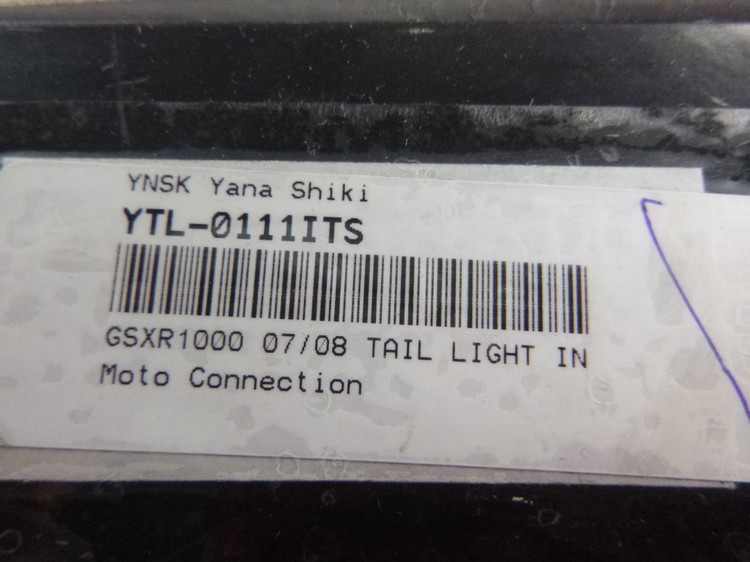 YNSK Yana Shiki
YTL-0111ITS
GSXR1000 07/08 TAIL LIGHT IN
Moto Connection